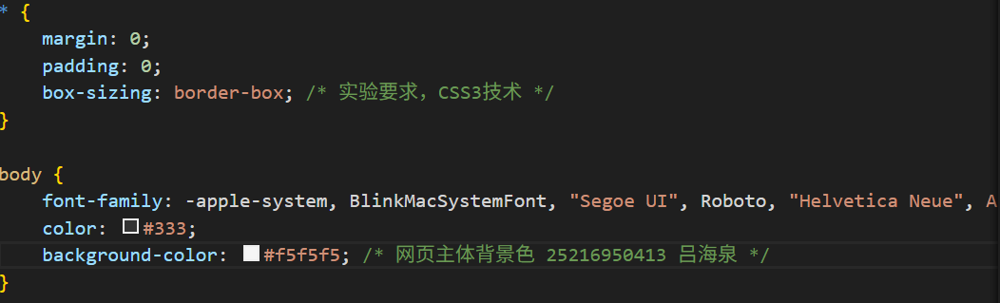 * {
margin: 0;
padding: 0;
box-sizing: border-box; /* 实验要求，CSS3技术 */
}
body {
font-family: -apple-system, BlinkMacSystemFont, "Segoe UI", Roboto, "Helvetica Neue", A
color: #333;
background-color: #f5f5f5; /* 网页主体背景色 25216950413 吕海泉 */
}